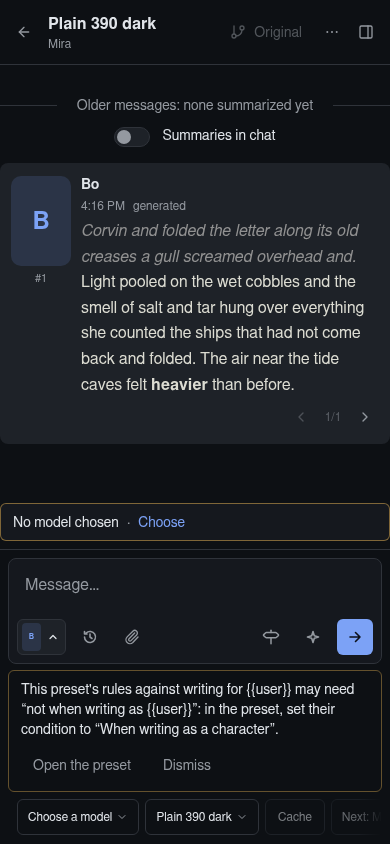 Plain 390 dark
Mira
Original
Older messages: none summarized yet
Summaries in chat
B
Bo
4:16 PM generated
Corvin and folded the letter along its old
creases a gull screamed overhead and.
#1
Light pooled on the wet cobbles and the
smell of salt and tar hung over everything
she counted the ships that had not come
back and folded. The air near the tide
caves felt heavier than before.
1/1
No model chosen · Choose
Message...
B
This preset's rules against writing for {{user}} may need
“not when writing as {{user}}”: in the preset, set their
condition to “When writing as a character”.
Open the preset Dismiss
Choose a model Plain 390 dark Cache Next: M